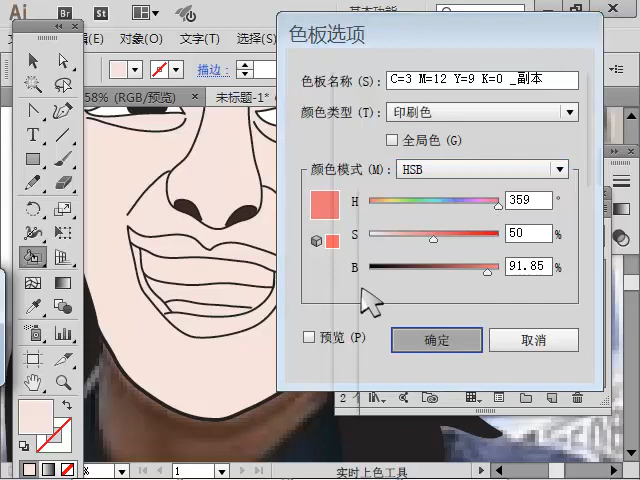 Ai Br St 基本功能
(E) 对象(O) 文字(T) 选择(S)
描边:
58% (RGB/预览) × 未标题-1*
色板选项
色板名称 (S): C=3 M=12 Y=9 K=0 _副本
颜色类型 (T): 印刷色
全局色 (G)
颜色模式 (M): HSB
H 359 °
S 50 %
B 91.85 %
预览 (P) 确定 取消
2 个
% 1 实时上色工具